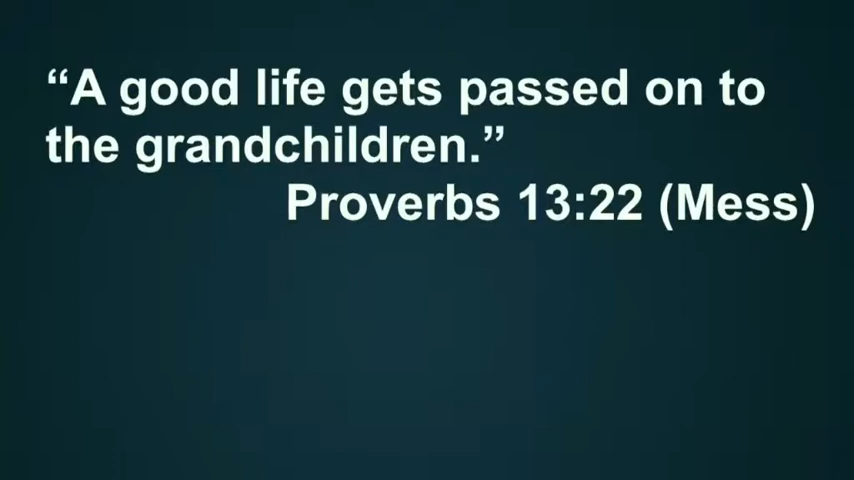 “A good life gets passed on to
the grandchildren.”
Proverbs 13:22 (Mess)